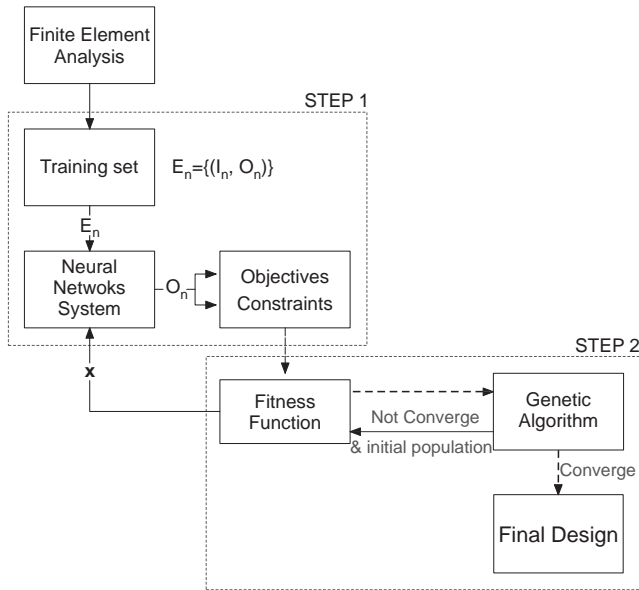 Finite Element
Analysis
STEP 1
Training set
E_n={(I_n, O_n)}
E_n
Neural
Netwoks
System
O_n
Objectives
Constraints
STEP 2
x
Fitness
Function
Not Converge
& initial population
Genetic
Algorithm
Converge
Final Design